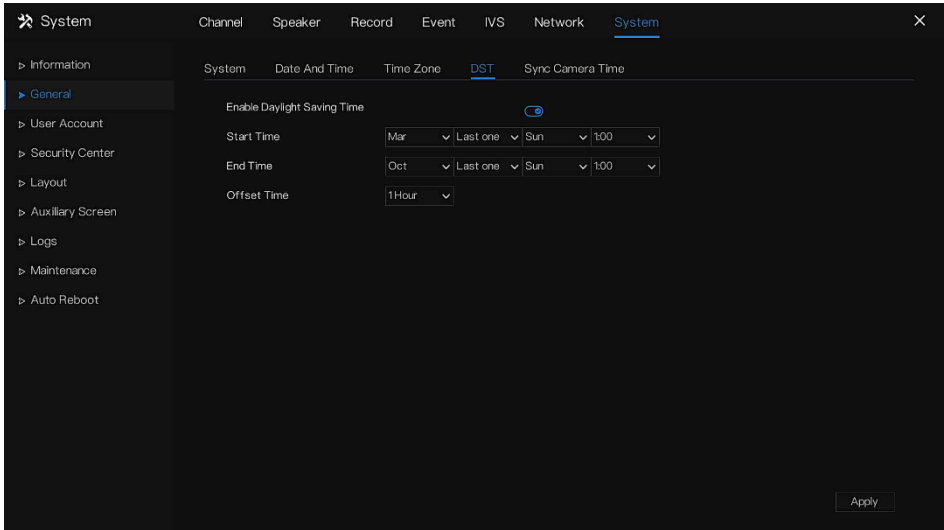 System Channel Speaker Record Event IVS Network System
Information
General
User Account
Security Center
Layout
Auxiliary Screen
Logs
Maintenance
Auto Reboot
System Date And Time Time Zone DST Sync Camera Time
Enable Daylight Saving Time
Start Time Mar Last one Sun 1:00
End Time Oct Last one Sun 1:00
Offset Time 1 Hour
Apply